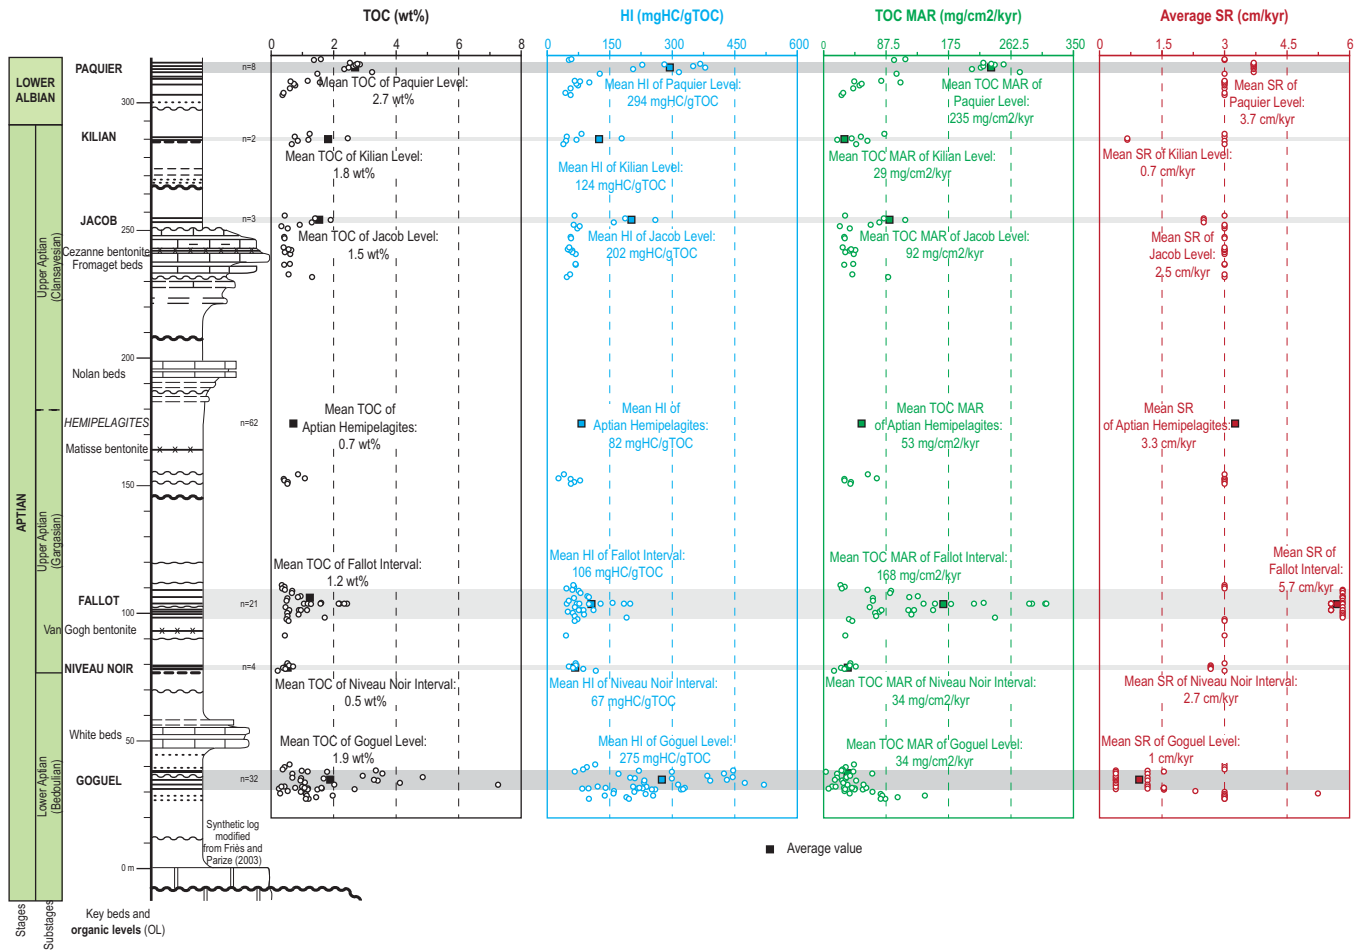 TOC (wt%)
HI (mgHC/gTOC)
TOC MAR (mg/cm2/kyr)
Average SR (cm/kyr)
0 2 4 6 8
0 150 300 450 600
0 87.5 175 262.5 350
0 1.5 3 4.5 6
LOWER
ALBIAN
APTIAN
Upper Aptian
(Clansayesian)
Upper Aptian
(Gargasian)
Lower Aptian
(Bedoulian)
Stages
Substages
300
250
200
150
100
50
0 m
PAQUIER
KILIAN
JACOB
Cezanne bentonite
Fromaget beds
Nolan beds
HEMIPELAGITES
Matisse bentonite
FALLOT
Van Gogh bentonite
NIVEAU NOIR
White beds
GOGUEL
Key beds and
organic levels (OL)
Synthetic log
modified
from Friès and
Parize (2003)
n=8
n=2
n=3
n=62
n=21
n=4
n=32
Mean TOC of Paquier Level:
2.7 wt%
Mean TOC of Kilian Level:
1.8 wt%
Mean TOC of Jacob Level:
1.5 wt%
Mean TOC of
Aptian Hemipelagites:
0.7 wt%
Mean TOC of Fallot Interval:
1.2 wt%
Mean TOC of Niveau Noir Interval:
0.5 wt%
Mean TOC of Goguel Level:
1.9 wt%
Mean HI of Paquier Level:
294 mgHC/gTOC
Mean HI of Kilian Level:
124 mgHC/gTOC
Mean HI of Jacob Level:
202 mgHC/gTOC
Mean HI of
Aptian Hemipelagites:
82 mgHC/gTOC
Mean HI of Fallot Interval:
106 mgHC/gTOC
Mean HI of Niveau Noir Interval:
67 mgHC/gTOC
Mean HI of Goguel Level:
275 mgHC/gTOC
Mean TOC MAR of
Paquier Level:
235 mg/cm2/kyr
Mean TOC MAR of Kilian Level:
29 mg/cm2/kyr
Mean TOC MAR of Jacob Level:
92 mg/cm2/kyr
Mean TOC MAR
of Aptian Hemipelagites:
53 mg/cm2/kyr
Mean TOC MAR of Fallot Interval:
168 mg/cm2/kyr
Mean TOC MAR of Niveau Noir Interval:
34 mg/cm2/kyr
Mean TOC MAR of Goguel Level:
34 mg/cm2/kyr
Mean SR of
Paquier Level:
3.7 cm/kyr
Mean SR of Kilian Level:
0.7 cm/kyr
Mean SR of
Jacob Level:
2.5 cm/kyr
Mean SR
of Aptian Hemipelagites:
3.3 cm/kyr
Mean SR of
Fallot Interval:
5.7 cm/kyr
Mean SR of Niveau Noir Interval:
2.7 cm/kyr
Mean SR of Goguel Level:
1 cm/kyr
Average value